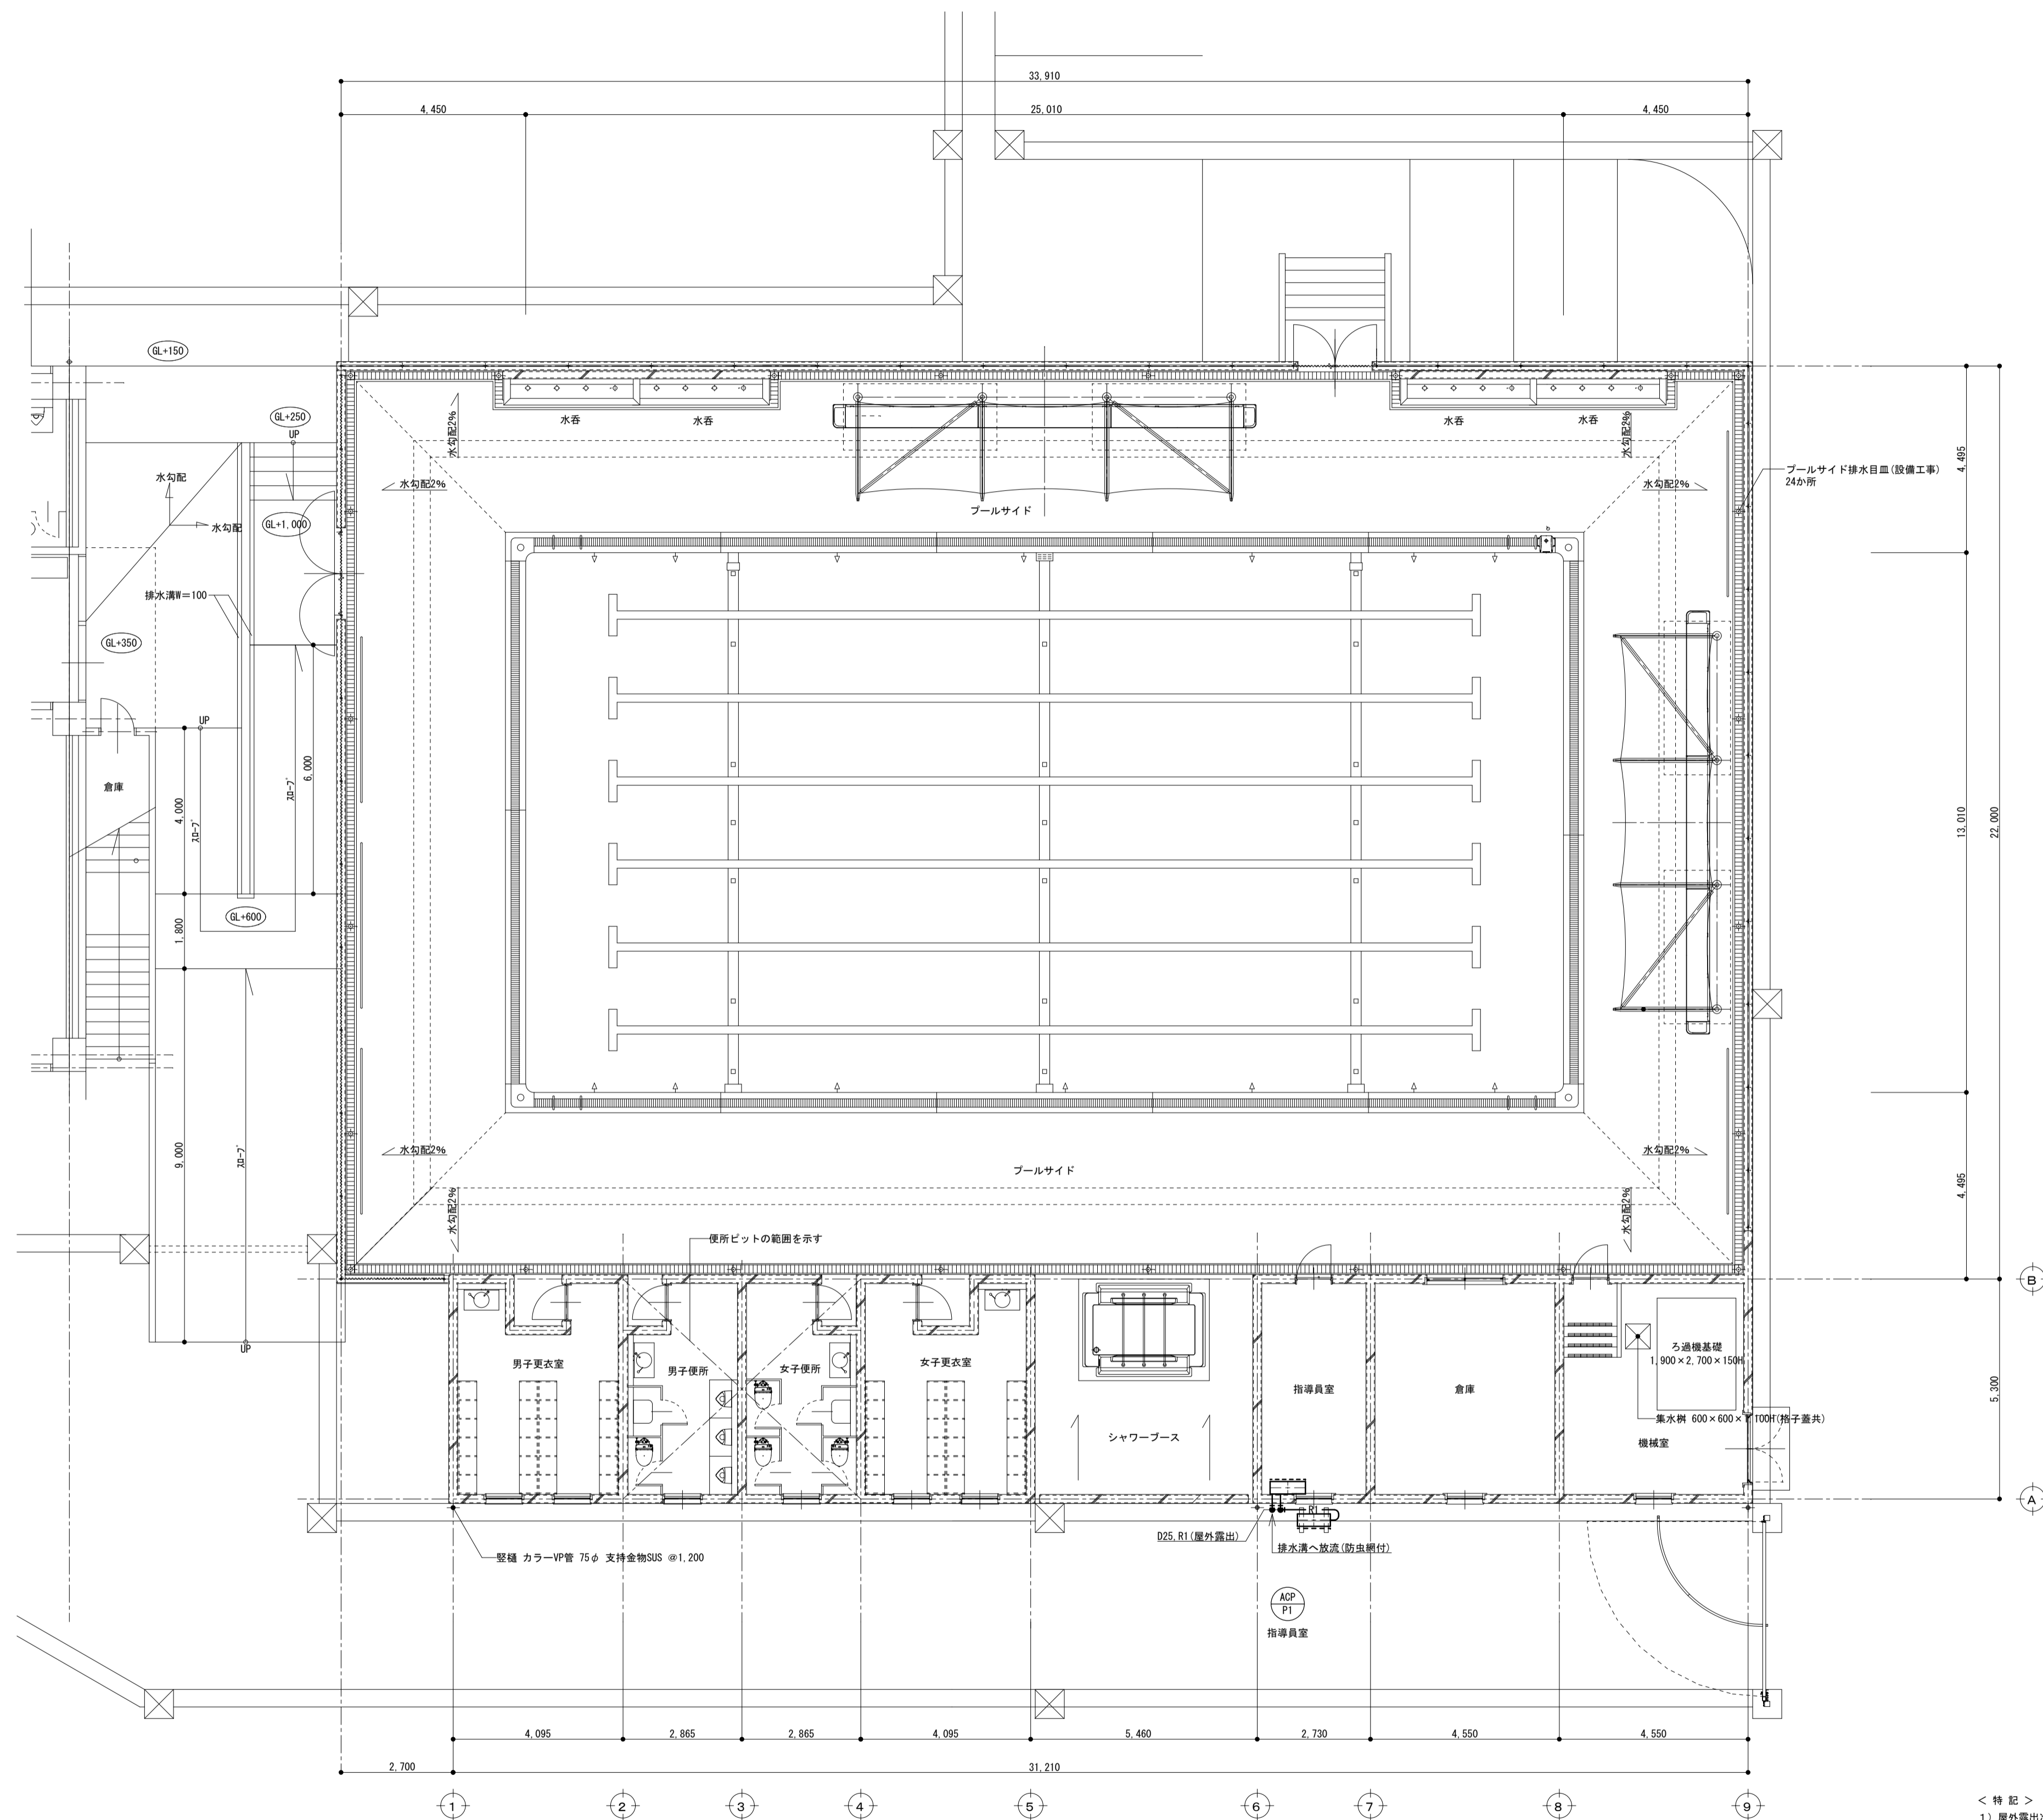 33,910
4,450
25,010
4,450
GL+150
GL+250
UP
水呑
水呑
水呑
水呑
水勾配2%
水勾配2%
水勾配
水勾配
水勾配2%
水勾配2%
プールサイド排水目皿(設備工事)
24か所
プールサイド
GL+1,000
4,495
排水溝W=100
GL+350
UP
6,000
スロープ
倉庫
4,000
スロープ
13,010
22,000
GL+600
1,800
9,000
スロープ
水勾配2%
水勾配2%
プールサイド
水勾配2%
水勾配2%
4,495
便所ピットの範囲を示す
UP
B
男子更衣室
男子便所
女子便所
女子更衣室
ろ過機基礎
1,900×2,700×150H
指導員室
倉庫
5,300
シャワーブース
集水桝 600×600×
(格子蓋共)
機械室
A
R1
D25,R1(屋外露出)
排水溝へ放流(防虫網付)
竪樋 カラーVP管 75φ 支持金物SUS @1,200
ACP
P1
指導員室
4,095
2,865
2,865
4,095
5,460
2,730
4,550
4,550
2,700
31,210
1
2
3
4
5
6
7
8
9
< 特 記 >
1) 屋外露出